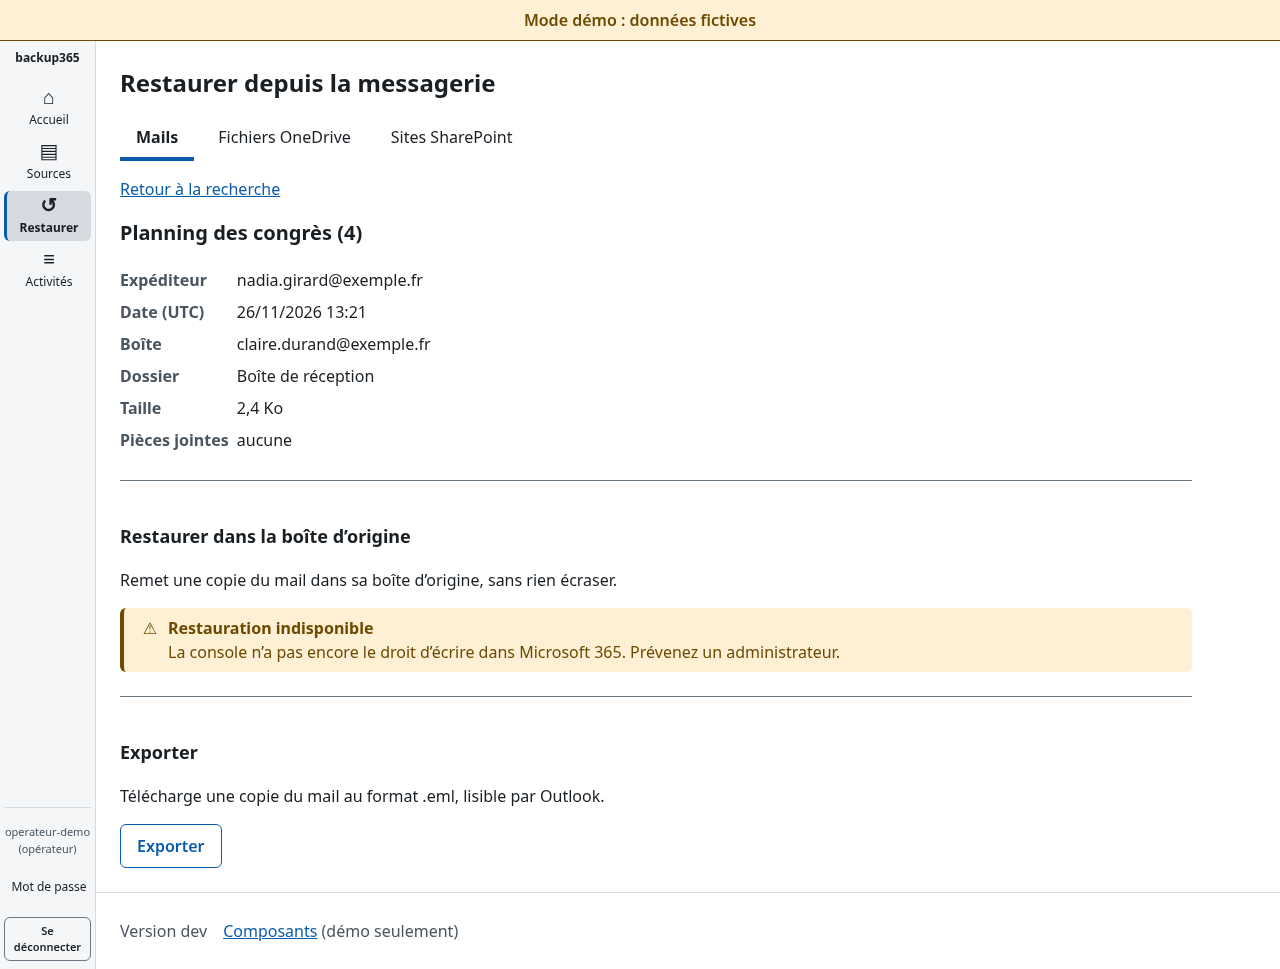 Mode démo : données fictives
backup365
Accueil
Sources
Restaurer
Activités
operateur-demo
(opérateur)
Mot de passe
Se
déconnecter
Restaurer depuis la messagerie
Mails Fichiers OneDrive Sites SharePoint
Retour à la recherche
Planning des congrès (4)
Expéditeur nadia.girard@exemple.fr
Date (UTC) 26/11/2026 13:21
Boîte claire.durand@exemple.fr
Dossier Boîte de réception
Taille 2,4 Ko
Pièces jointes aucune
Restaurer dans la boîte d’origine
Remet une copie du mail dans sa boîte d’origine, sans rien écraser.
⚠ Restauration indisponible
La console n’a pas encore le droit d’écrire dans Microsoft 365. Prévenez un administrateur.
Exporter
Télécharge une copie du mail au format .eml, lisible par Outlook.
Exporter
Version dev Composants (démo seulement)